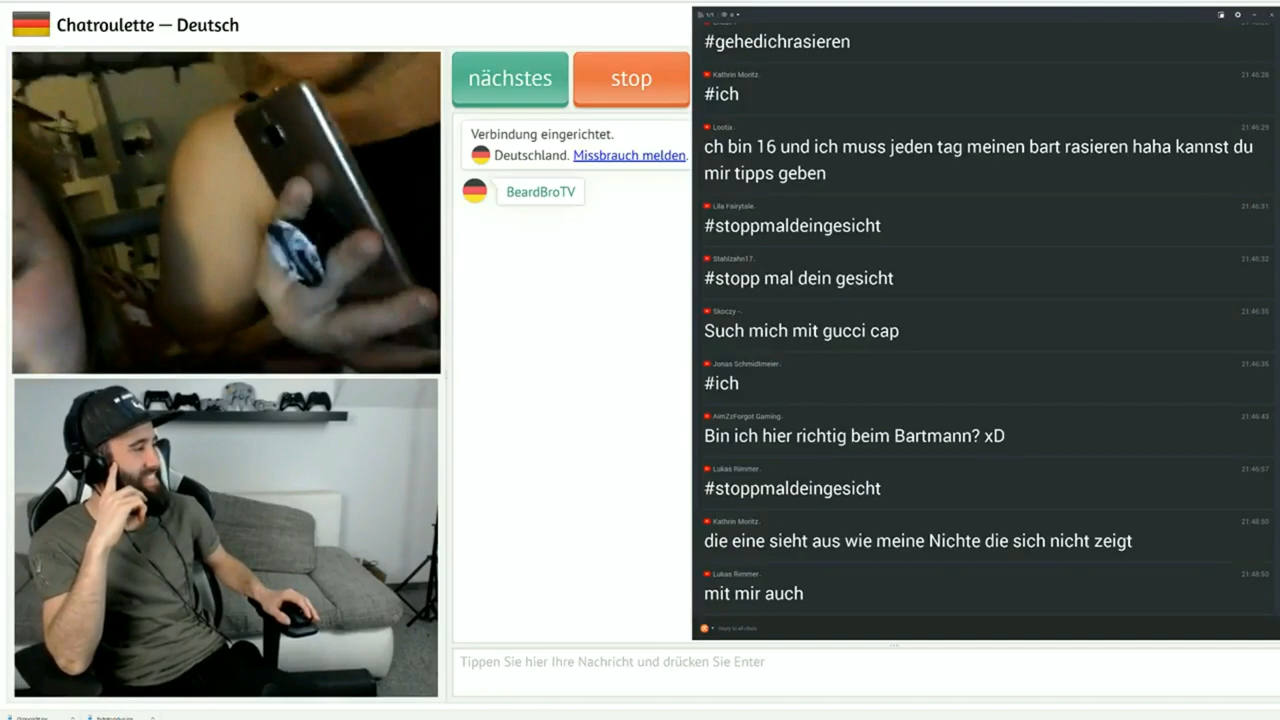 Chatroulette — Deutsch
nächstes
stop
Verbindung eingerichtet.
Deutschland. Missbrauch melden.
BeardBroTV
Tippen Sie hier Ihre Nachricht und drücken Sie Enter
1/1
#gehedichrasieren
Kathrin Moritz.
21:46:28
#ich
Lootix.
21:46:29
ch bin 16 und ich muss jeden tag meinen bart rasieren haha kannst du
mir tipps geben
Lila Fairytale.
21:46:31
#stoppmaldeingesicht
Stahlzahn17.
21:46:32
#stopp mal dein gesicht
Skoczy -.
21:46:35
Such mich mit gucci cap
Jonas Schmidtmeier.
21:46:35
#ich
AimZzForgot Gaming.
21:46:43
Bin ich hier richtig beim Bartmann? xD
Lukas Rimmer.
21:46:57
#stoppmaldeingesicht
Kathrin Moritz.
21:48:50
die eine sieht aus wie meine Nichte die sich nicht zeigt
Lukas Rimmer.
21:48:50
mit mir auch